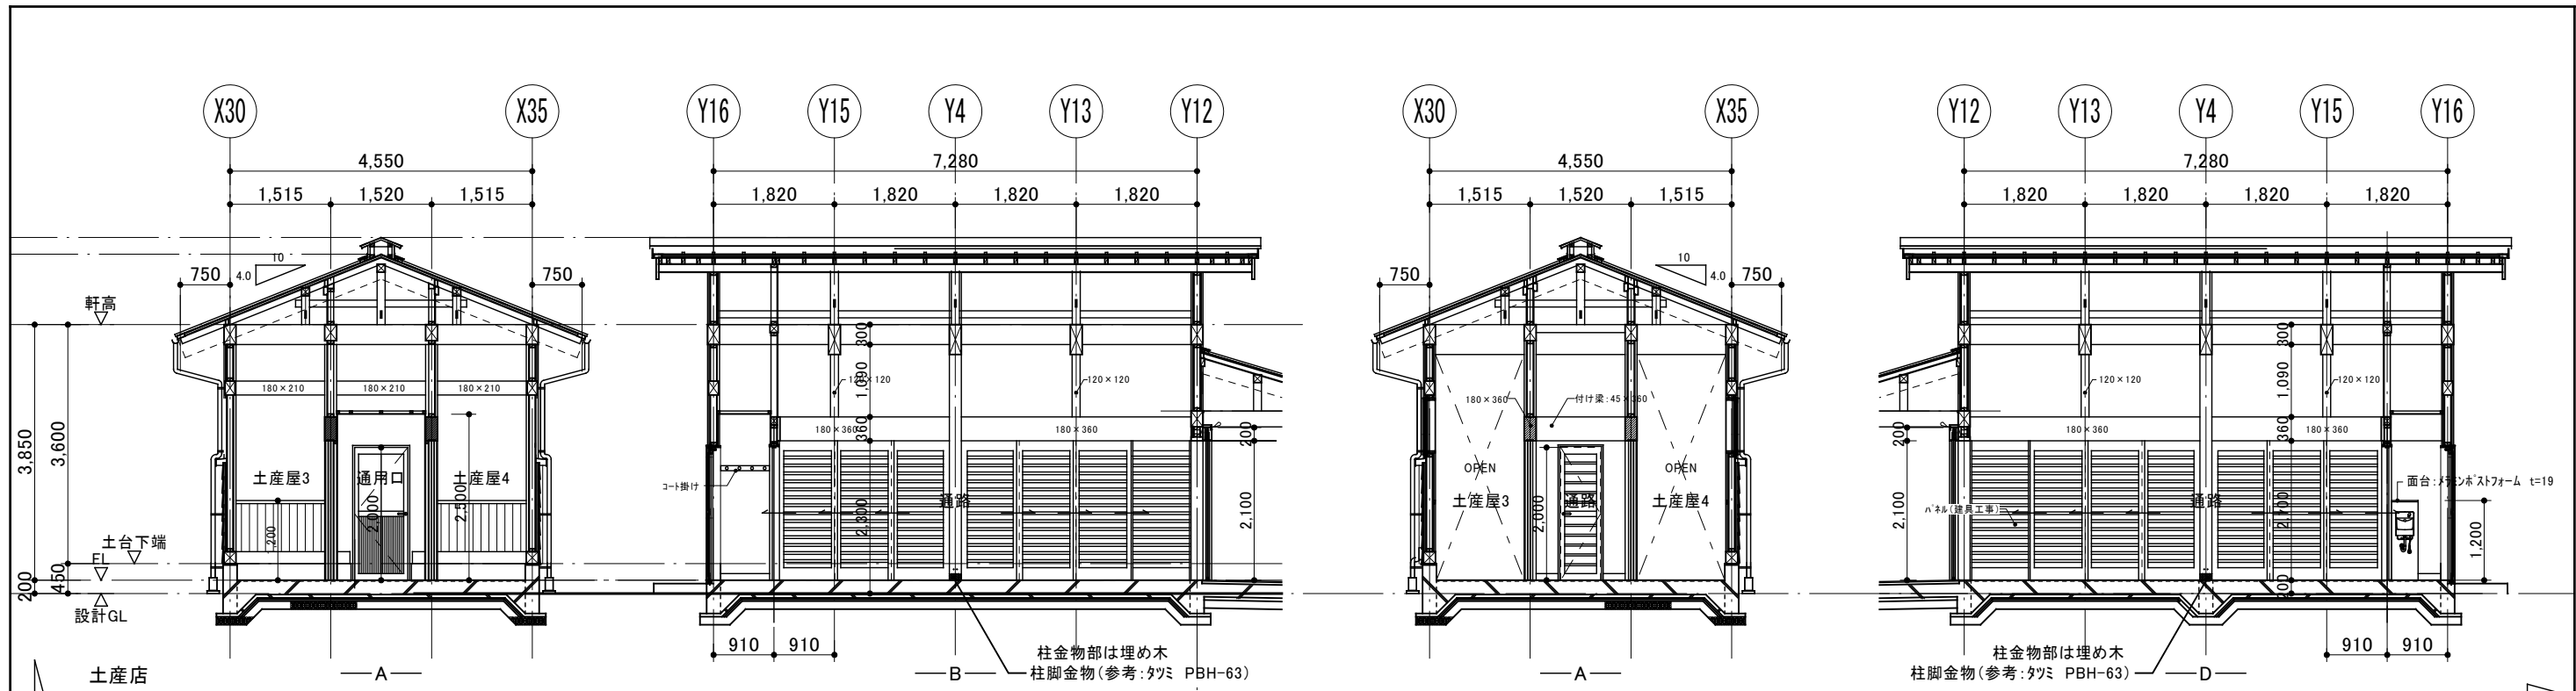 X30 X35 Y16 Y15 Y4 Y13 Y12 X30 X35 Y12 Y13 Y4 Y15 Y16
4,550 7,280 4,550 7,280
1,515 1,520 1,515 1,820 1,820 1,820 1,820 1,515 1,520 1,515 1,820 1,820 1,820 1,820
10 10
750 4.0 750 750 4.0 750
軒高
300 300
180×210 180×210 180×210 120×120 120×120 120×120 120×120
1,090 1,090
180×360 付け梁:45×360
180×360 360 180×360 200 200 180×360 180×360 360
3,850 3,600
土産屋3 通用口 土産屋4 OPEN OPEN
コート掛け 通路 土産屋3 通路 土産屋4 通路 面台:メラミンポストフォーム t=19
パネル(建具工事)
2,000 2,500 2,300 2,100 2,000 2,100 1,200
土台下端
FL
200 450
設計GL
910 910 910 910
柱金物部は埋め木 柱金物部は埋め木
柱脚金物(参考:タツミ PBH-63) 柱脚金物(参考:タツミ PBH-63)
土産店 A B A D